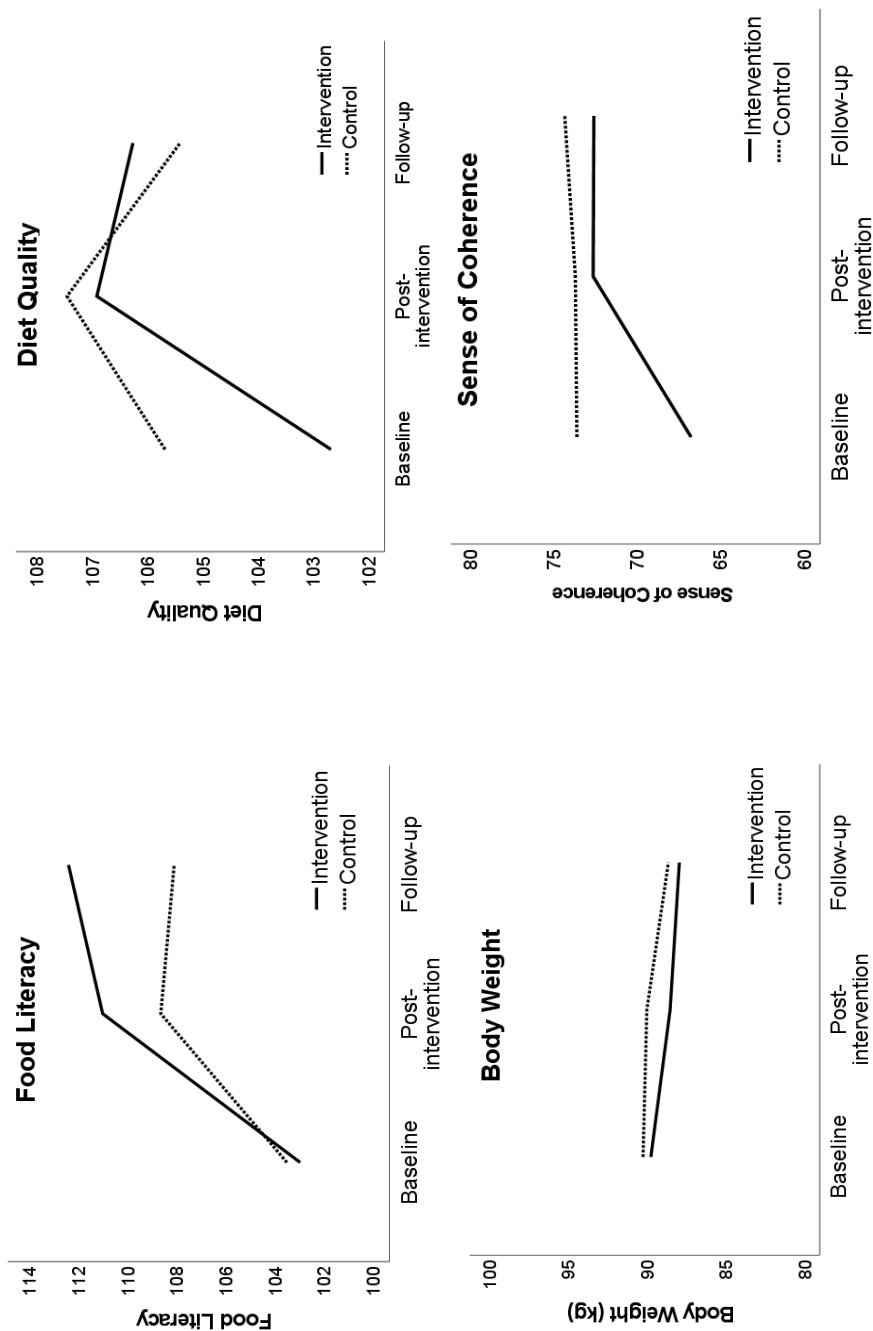 Food Literacy
Food Literacy
114
112
110
108
106
104
102
100
Intervention
Control
Baseline
Post-
intervention
Follow-up
Diet Quality
Diet Quality
108
107
106
105
104
103
102
Intervention
Control
Baseline
Post-
intervention
Follow-up
Body Weight
Body Weight (kg)
100
95
90
85
80
Intervention
Control
Baseline
Post-
intervention
Follow-up
Sense of Coherence
Sense of Coherence
80
75
70
65
60
Intervention
Control
Baseline
Post-
intervention
Follow-up